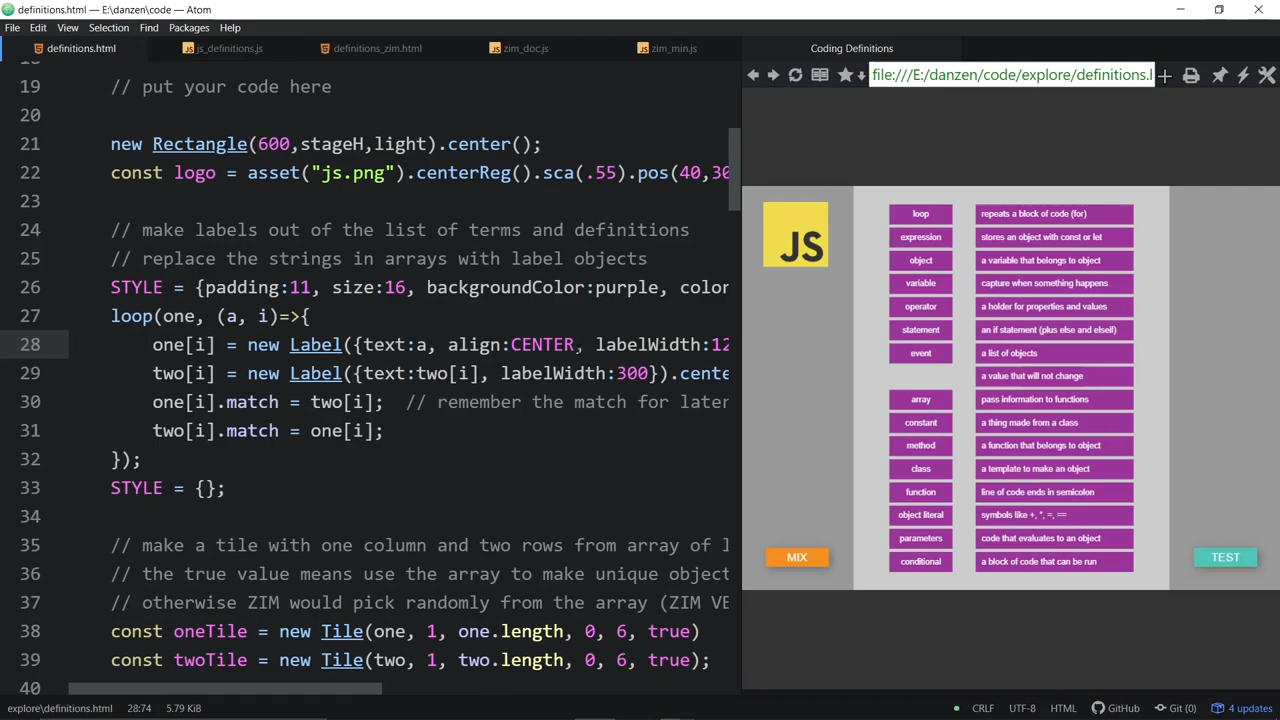 definitions.html — E:\danzen\code — Atom
File Edit View Selection Find Packages Help
definitions.html js_definitions.js definitions_zim.html zim_doc.js zim_min.js Coding Definitions
file:///E:/danzen/code/explore/definitions.
19 // put your code here
20
21 new Rectangle(600,stageH,light).center();
22 const logo = asset("js.png").centerReg().sca(.55).pos(40,30
23
24 // make labels out of the list of terms and definitions
25 // replace the strings in arrays with label objects
26 STYLE = {padding:11, size:16, backgroundColor:purple, color
27 loop(one, (a, i)=>{
28 one[i] = new Label({text:a, align:CENTER, labelWidth:12
29 two[i] = new Label({text:two[i], labelWidth:300}).cente
30 one[i].match = two[i]; // remember the match for later
31 two[i].match = one[i];
32 });
33 STYLE = {};
34
35 // make a tile with one column and two rows from array of l
36 // the true value means use the array to make unique object
37 // otherwise ZIM would pick randomly from the array (ZIM VE
38 const oneTile = new Tile(one, 1, one.length, 0, 6, true)
39 const twoTile = new Tile(two, 1, two.length, 0, 6, true);
40
JS
loop repeats a block of code (for)
expression stores an object with const or let
object a variable that belongs to object
variable capture when something happens
operator a holder for properties and values
statement an if statement (plus else and elseif)
event a list of objects
a value that will not change
array pass information to functions
constant a thing made from a class
method a function that belongs to object
class a template to make an object
function line of code ends in semicolon
object literal symbols like +, *, =, ==
parameters code that evaluates to an object
conditional a block of code that can be run
MIX
TEST
explore\definitions.html 28:74 5.79 KiB CRLF UTF-8 HTML GitHub Git (0) 4 updates